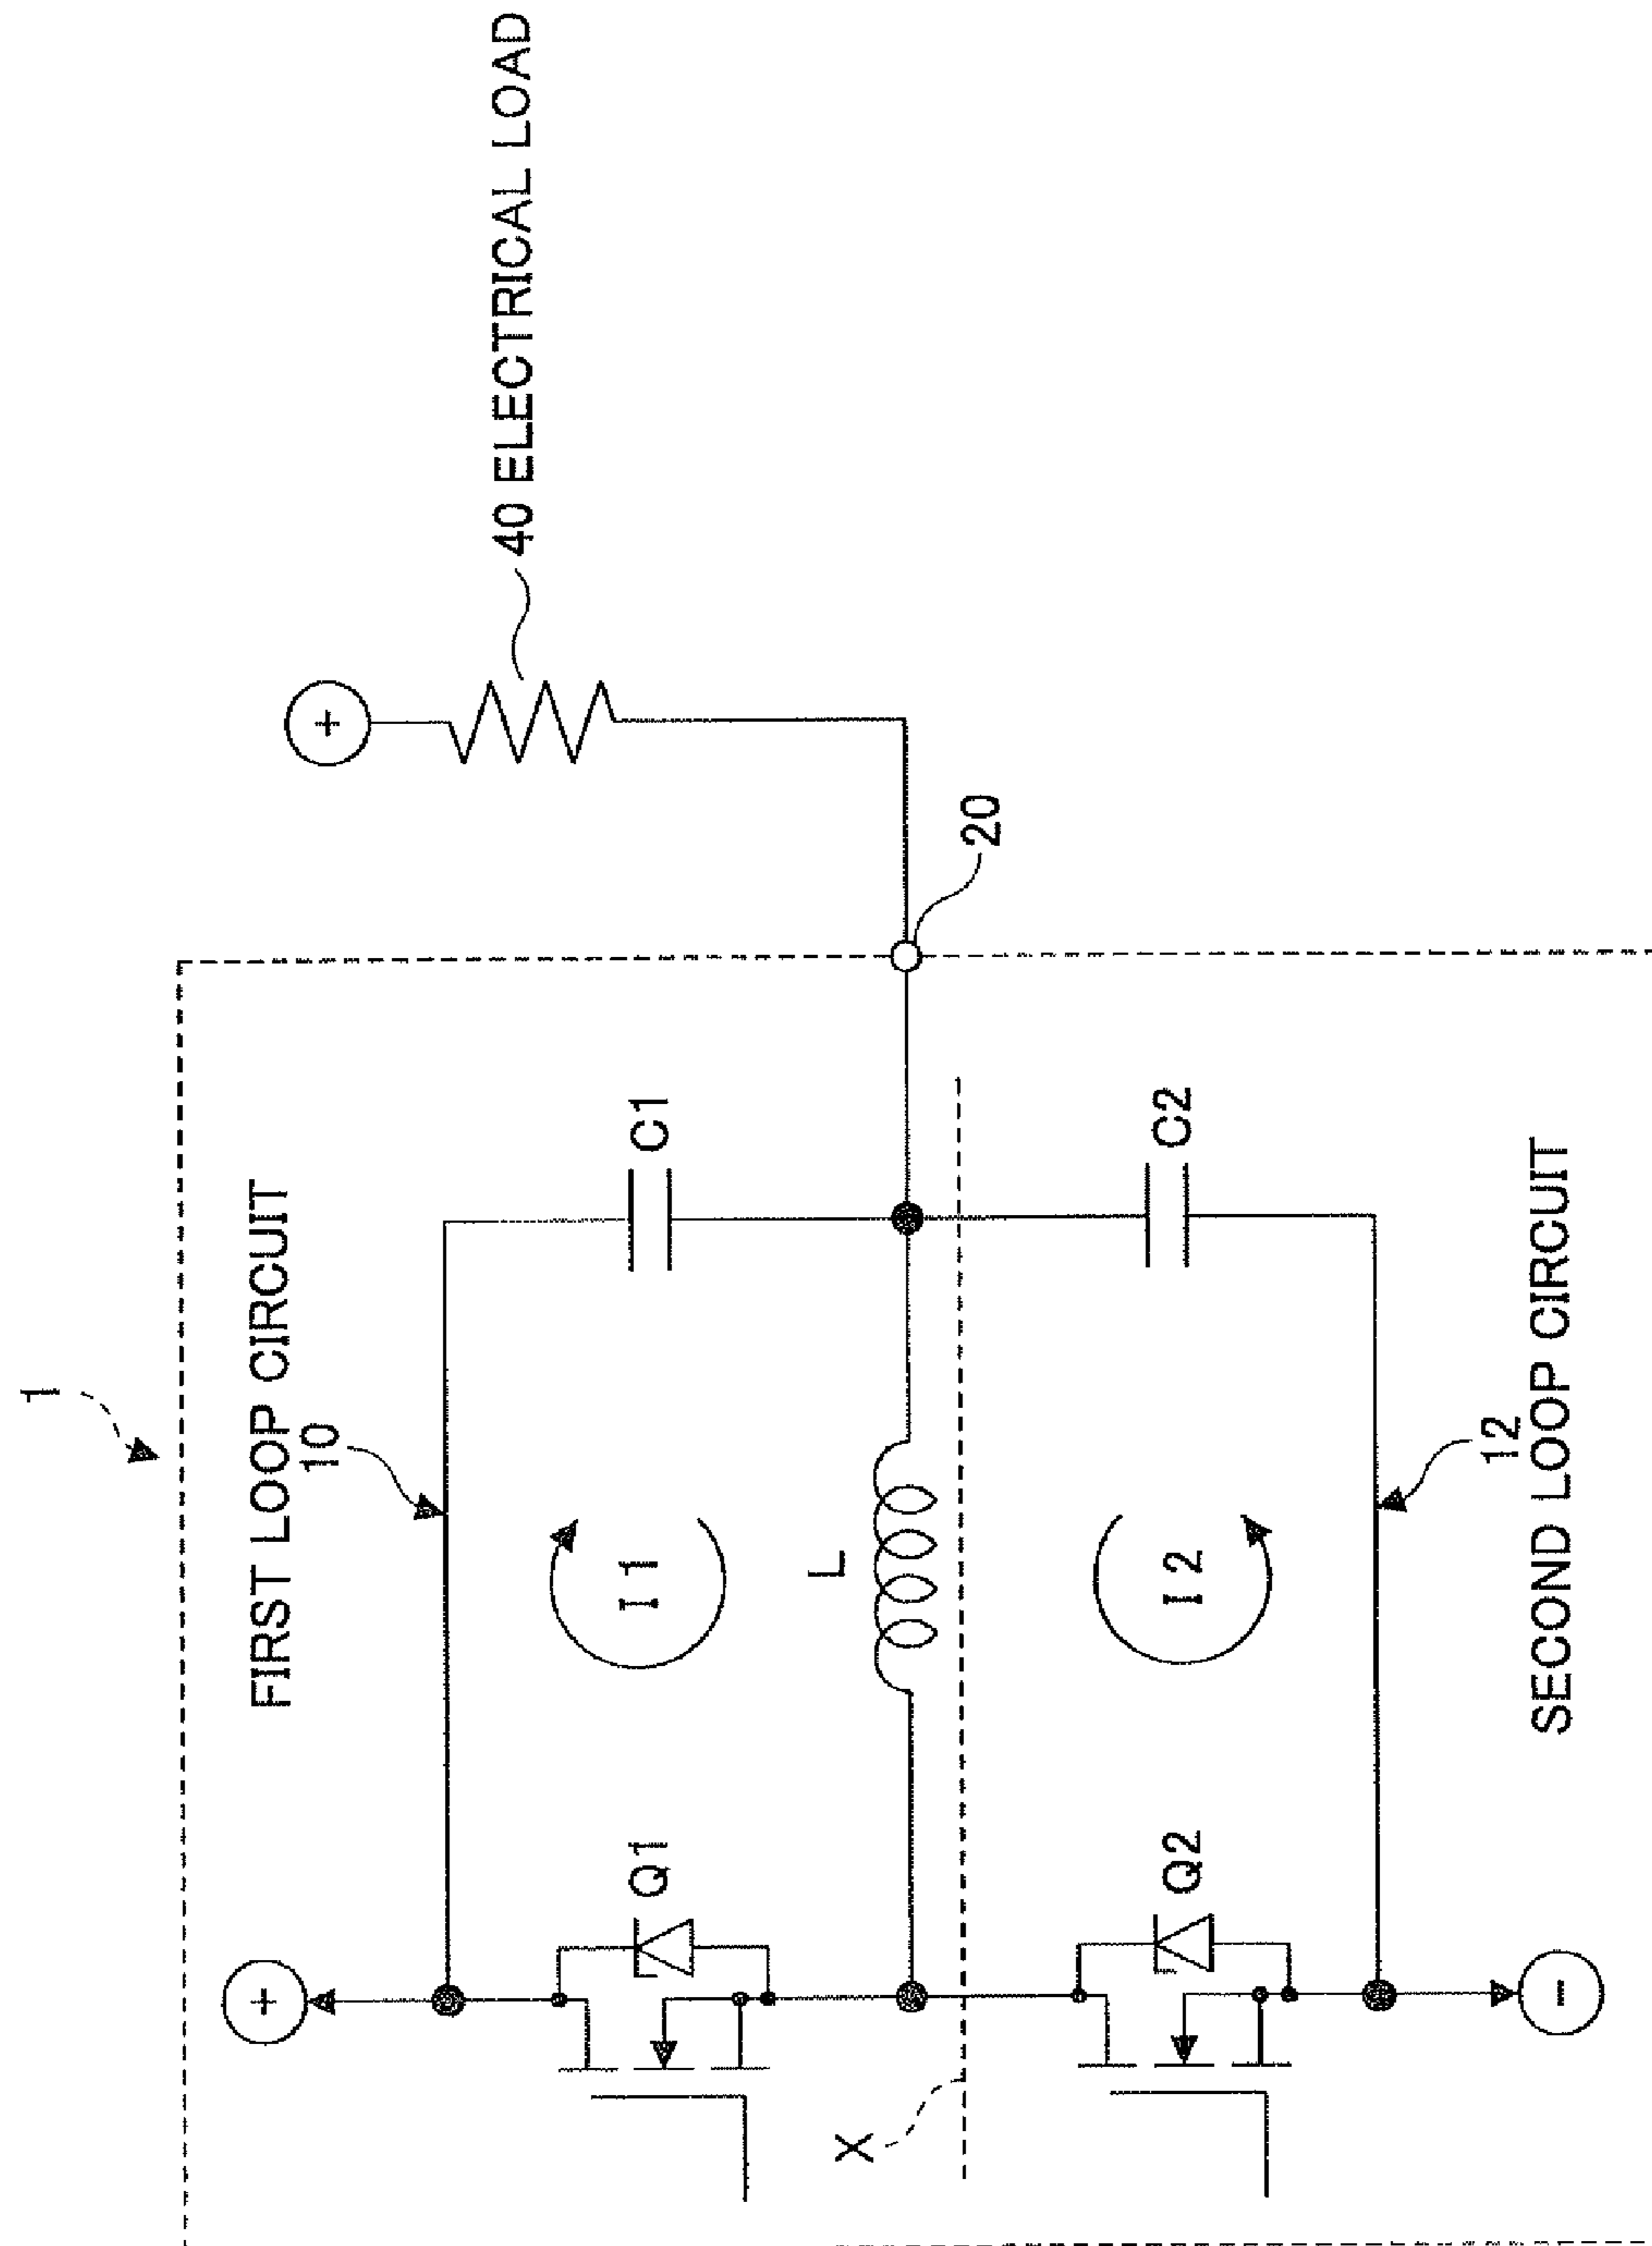 1
FIRST LOOP CIRCUIT
10
+
Q1
I1
C1
L
X
20
+
40 ELECTRICAL LOAD
Q2
I2
C2
12
SECOND LOOP CIRCUIT
-